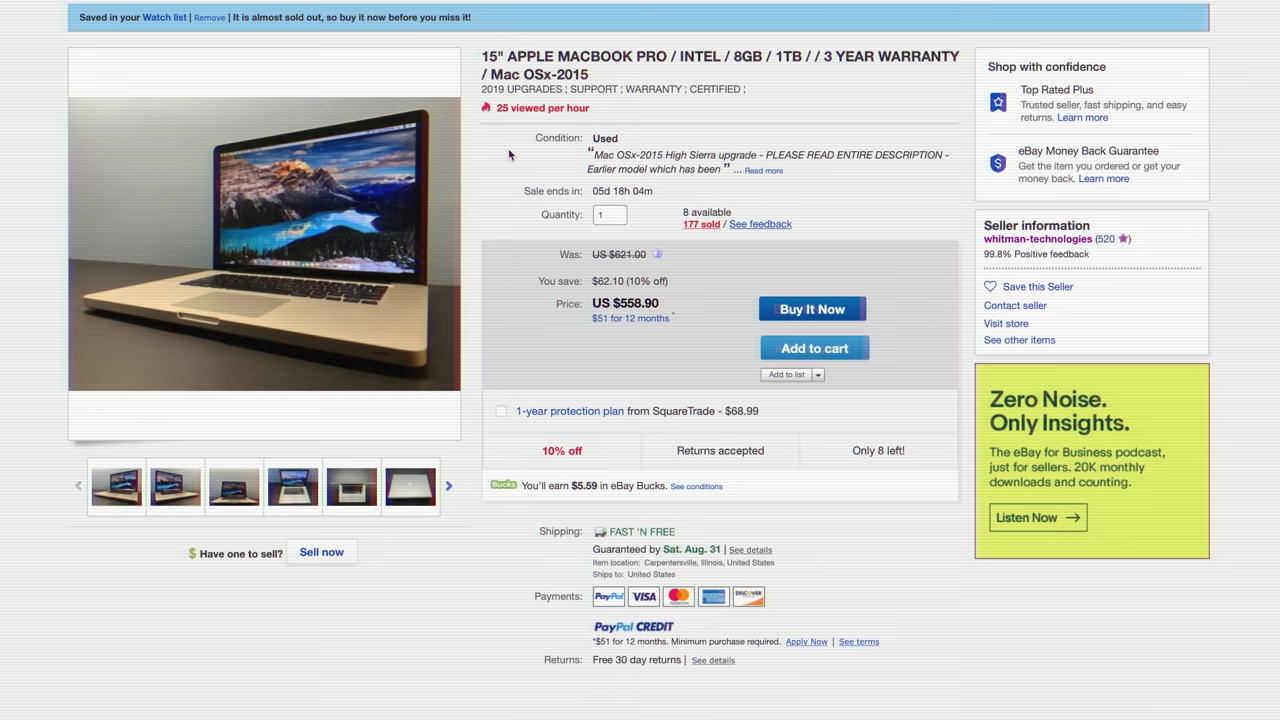 Saved in your Watch list | Remove | It is almost sold out, so buy it now before you miss it!
15" APPLE MACBOOK PRO / INTEL / 8GB / 1TB / / 3 YEAR WARRANTY
/ Mac OSx-2015
2019 UPGRADES ¦ SUPPORT ¦ WARRANTY ¦ CERTIFIED ¦
25 viewed per hour
Condition: Used
“Mac OSx-2015 High Sierra upgrade - PLEASE READ ENTIRE DESCRIPTION -
Earlier model which has been ” ... Read more
Sale ends in: 05d 18h 04m
Quantity: 1 8 available
177 sold / See feedback
Was: US $621.00
You save: $62.10 (10% off)
Price: US $558.90 Buy It Now
$51 for 12 months *
Add to cart
Add to list
1-year protection plan from SquareTrade - $68.99
10% off Returns accepted Only 8 left!
Bucks You'll earn $5.59 in eBay Bucks. See conditions
$ Have one to sell? Sell now
Shipping: FAST 'N FREE
Guaranteed by Sat. Aug. 31 | See details
Item location: Carpentersville, Illinois, United States
Ships to: United States
Payments: PayPal VISA MasterCard AMERICAN EXPRESS DISCOVER
PayPal CREDIT
*$51 for 12 months. Minimum purchase required. Apply Now | See terms
Returns: Free 30 day returns | See details
Shop with confidence
Top Rated Plus
Trusted seller, fast shipping, and easy
returns. Learn more
eBay Money Back Guarantee
Get the item you ordered or get your
money back. Learn more
Seller information
whitman-technologies (520 ★)
99.8% Positive feedback
Save this Seller
Contact seller
Visit store
See other items
Zero Noise.
Only Insights.
The eBay for Business podcast,
just for sellers. 20K monthly
downloads and counting.
Listen Now →